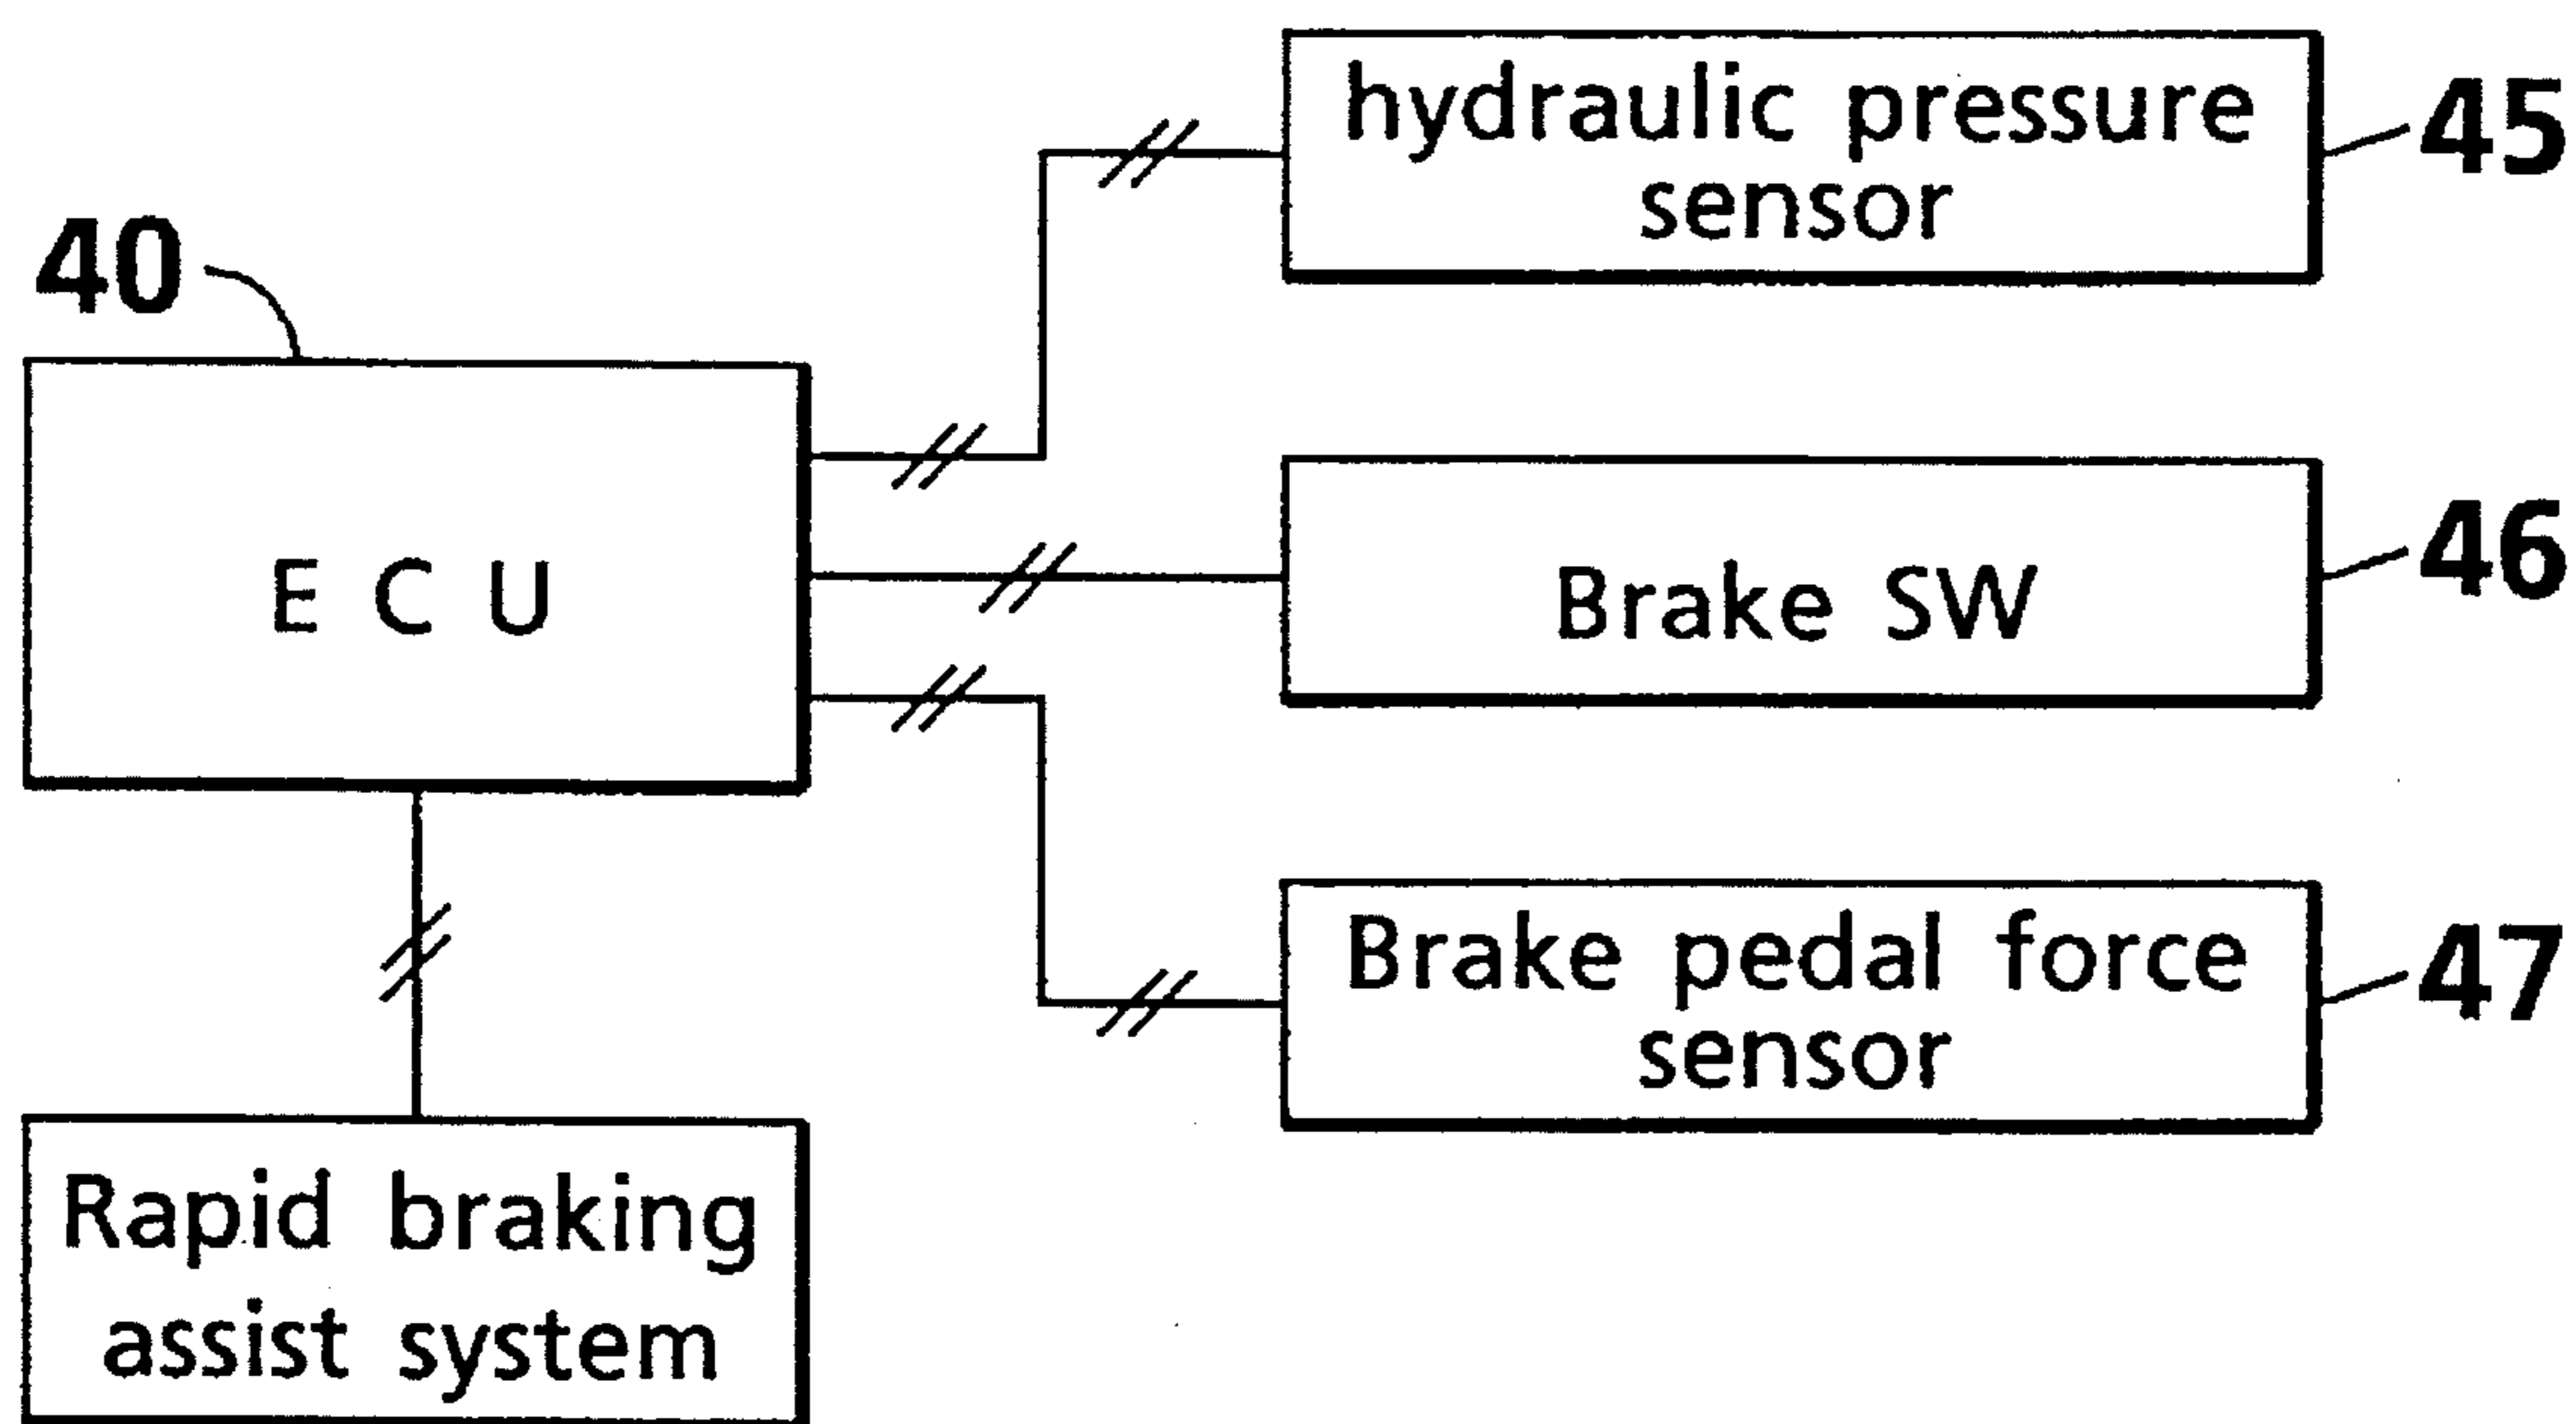 hydraulic pressure
sensor
45
40
E C U
Brake SW
46
Brake pedal force
sensor
47
Rapid braking
assist system